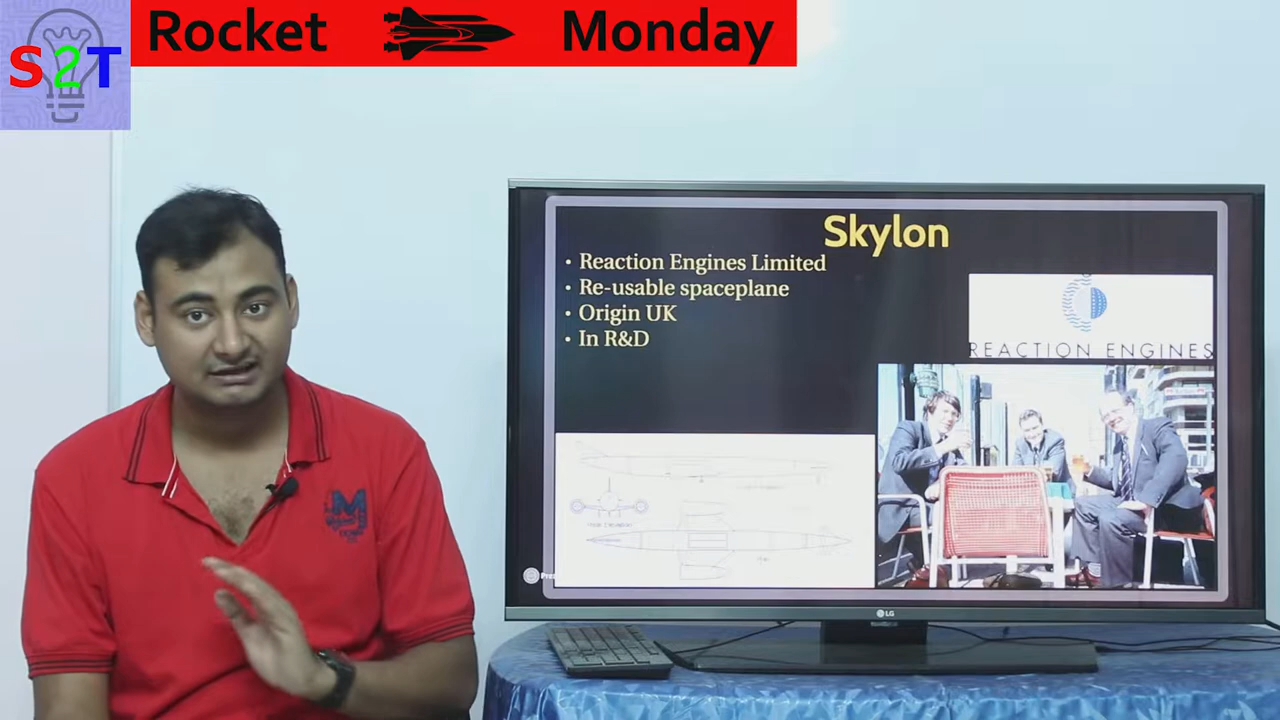 Rocket Monday
S2T
Skylon
• Reaction Engines Limited
• Re-usable spaceplane
• Origin UK
• In R&D
REACTION ENGINES
LG